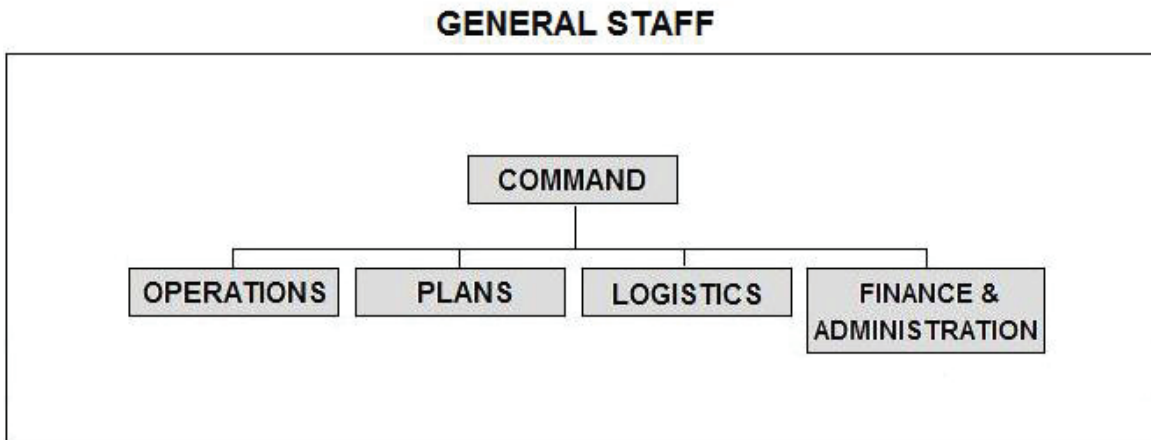 GENERAL STAFF
COMMAND
OPERATIONS
PLANS
LOGISTICS
FINANCE &
ADMINISTRATION